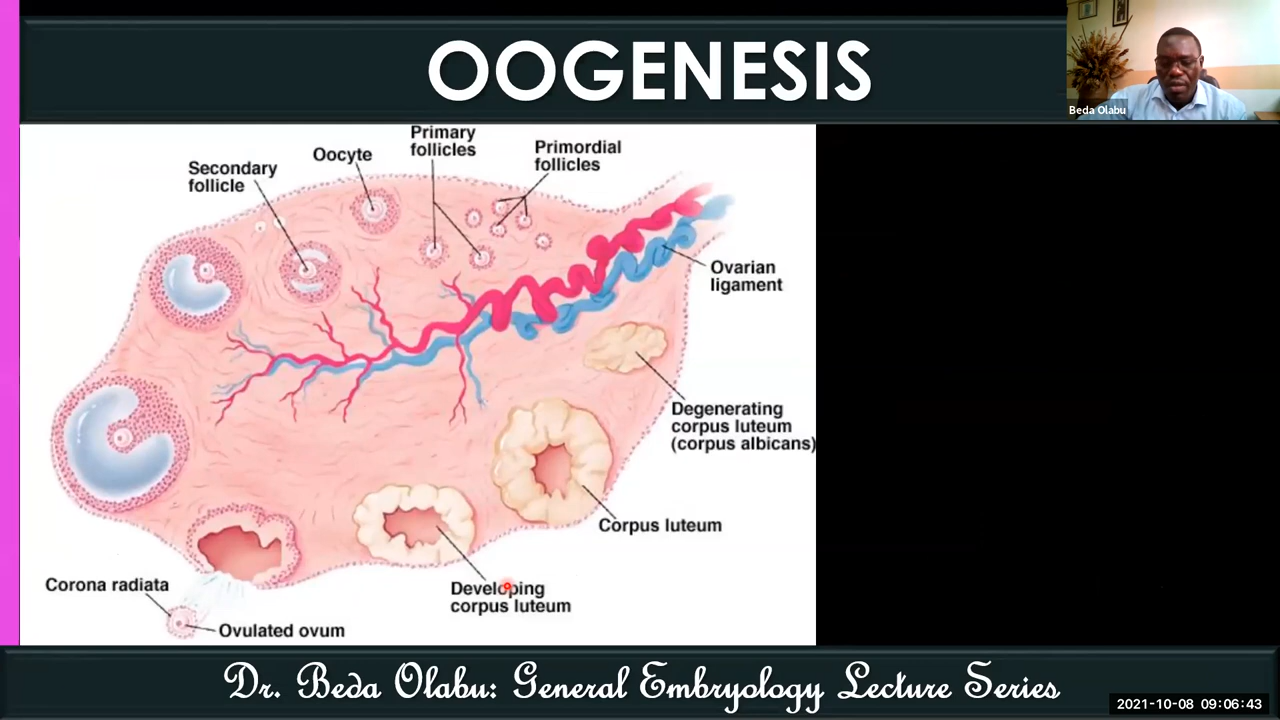 OOGENESIS
Beda Olabu
Primary
follicles
Primordial
follicles
Oocyte
Secondary
follicle
Ovarian
ligament
Degenerating
corpus luteum
(corpus albicans)
Corpus luteum
Developing
corpus luteum
Corona radiata
Ovulated ovum
Dr. Beda Olabu: General Embryology Lecture Series
2021-10-08 09:06:43